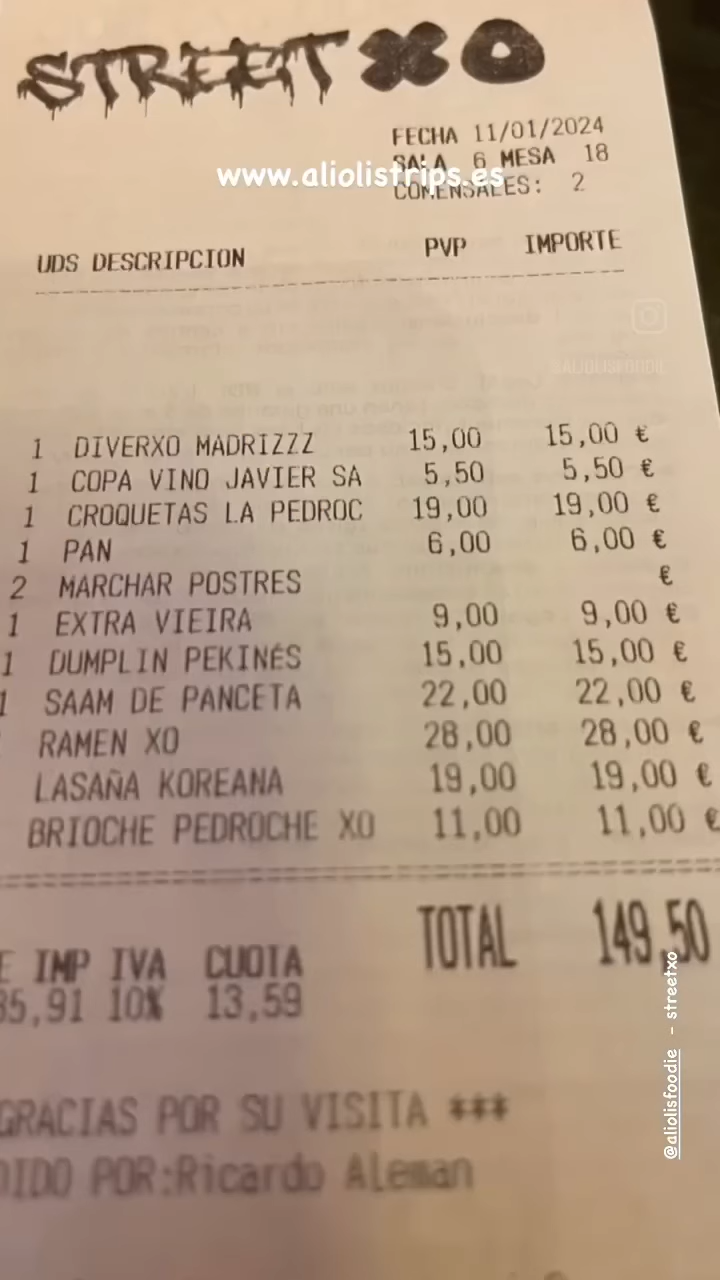 STREETXO
FECHA 11/01/2024
SALA 6 MESA 18
www.aliolistrips.es
COMENSALES: 2
UDS DESCRIPCION PVP IMPORTE
@ALIOLISFOODIE
1 DIVERXO MADRIZZZ 15,00 15,00 €
1 COPA VINO JAVIER SA 5,50 5,50 €
1 CROQUETAS LA PEDROC 19,00 19,00 €
1 PAN 6,00 6,00 €
2 MARCHAR POSTRES €
1 EXTRA VIEIRA 9,00 9,00 €
1 DUMPLIN PEKINÉS 15,00 15,00 €
1 SAAM DE PANCETA 22,00 22,00 €
RAMEN XO 28,00 28,00 €
LASAÑA KOREANA 19,00 19,00 €
BRIOCHE PEDROCHE XO 11,00 11,00 €
TOTAL 149,50
E IMP IVA CUOTA
35,91 10% 13,59
GRACIAS POR SU VISITA ***
DIDO POR:Ricardo Aleman
@aliolisfoodie - streetxo